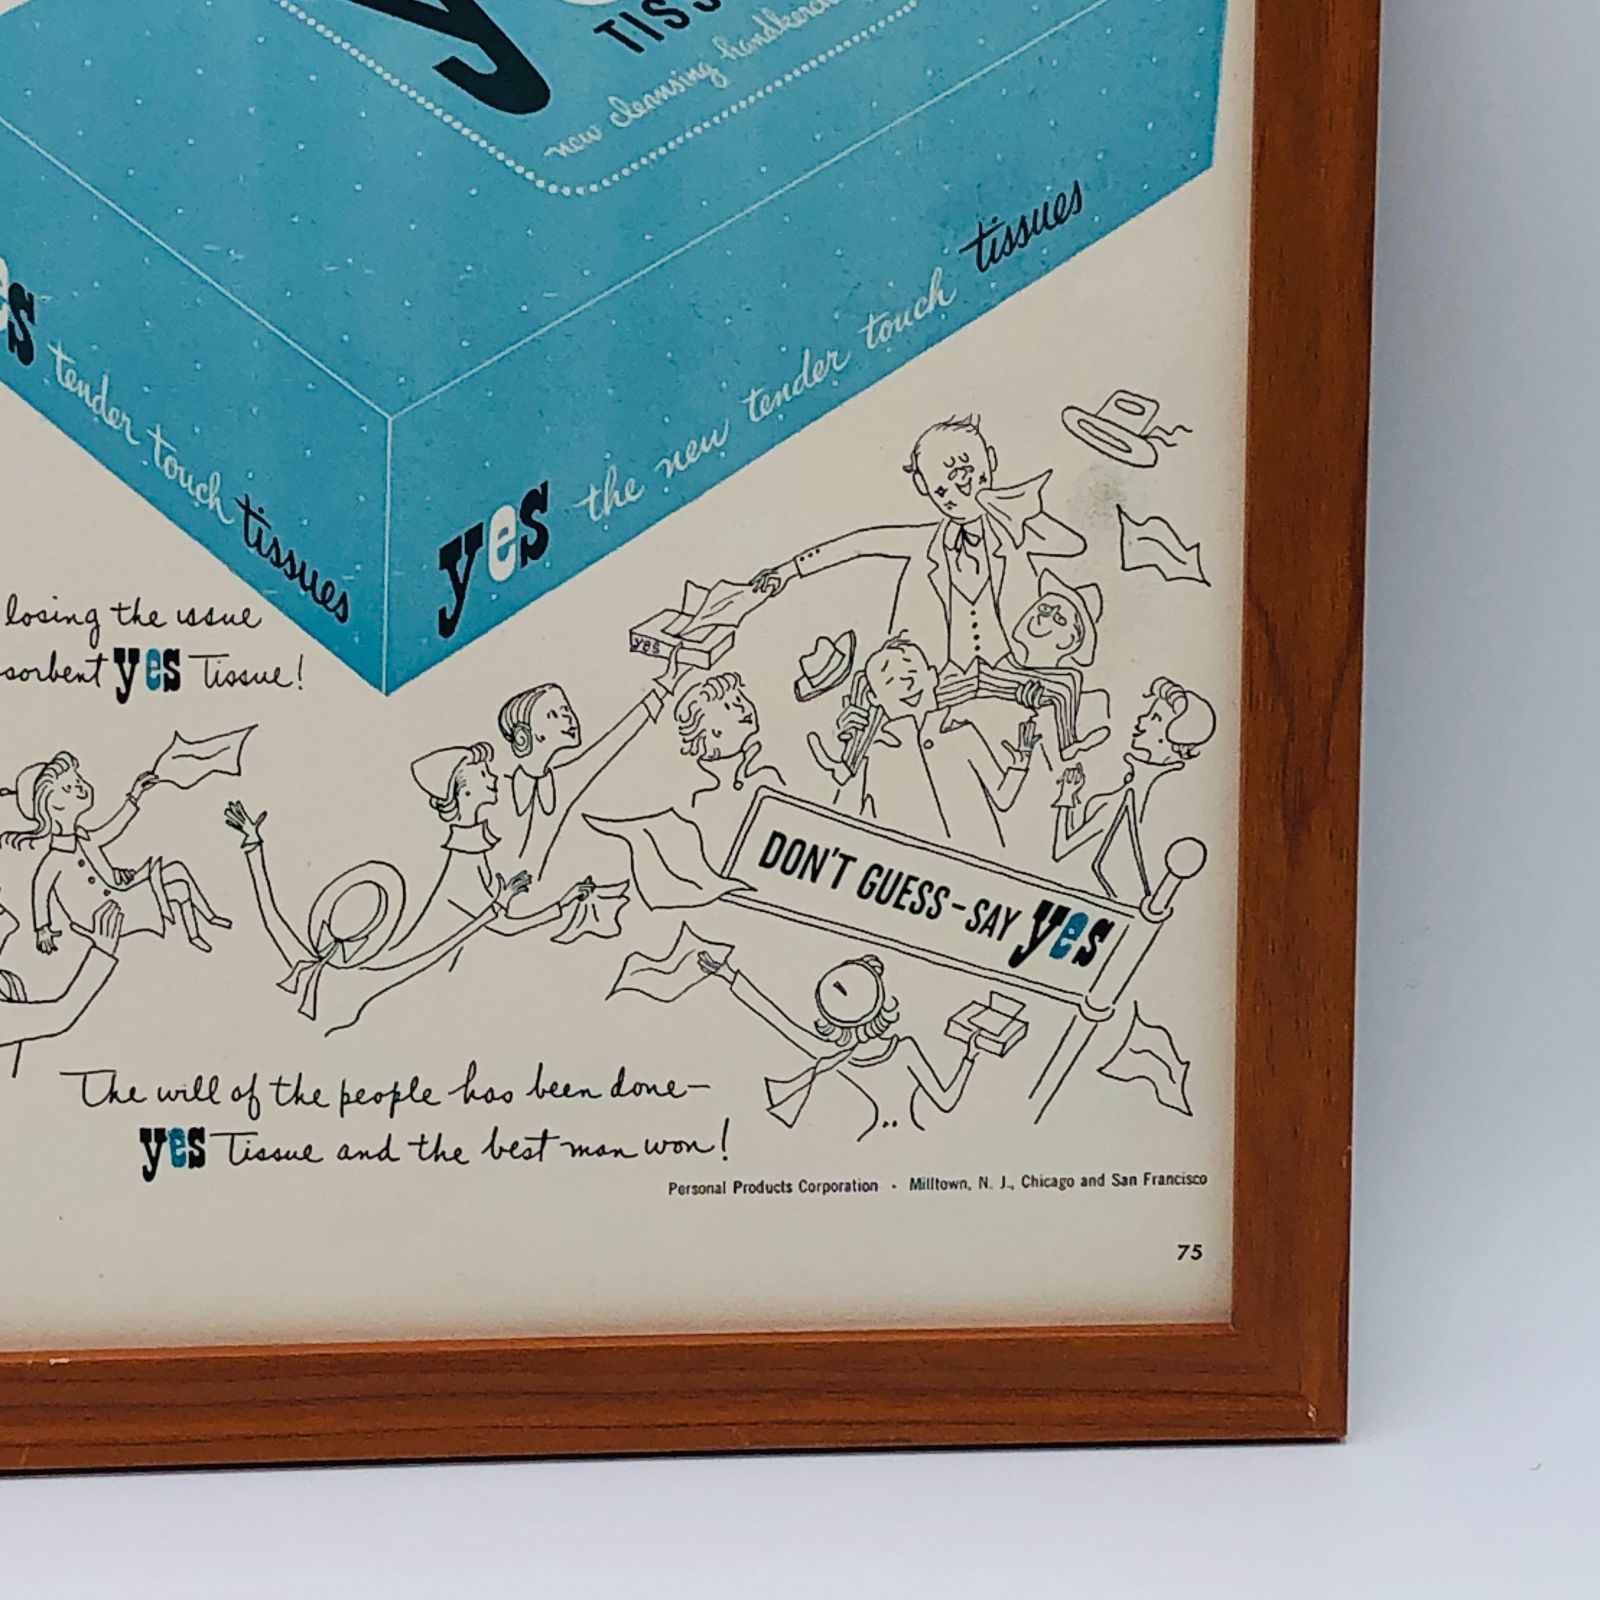 TISS
new cleansing
es tender touch tissues
yes the new tender touch tissues
losing the issue
sorbent yes Tissue!
yes
DON'T GUESS-SAY yes
The will of the people has been done—
yes Tissue and the best man won!
Personal Products Corporation - Milltown, N. J., Chicago and San Francisco
75